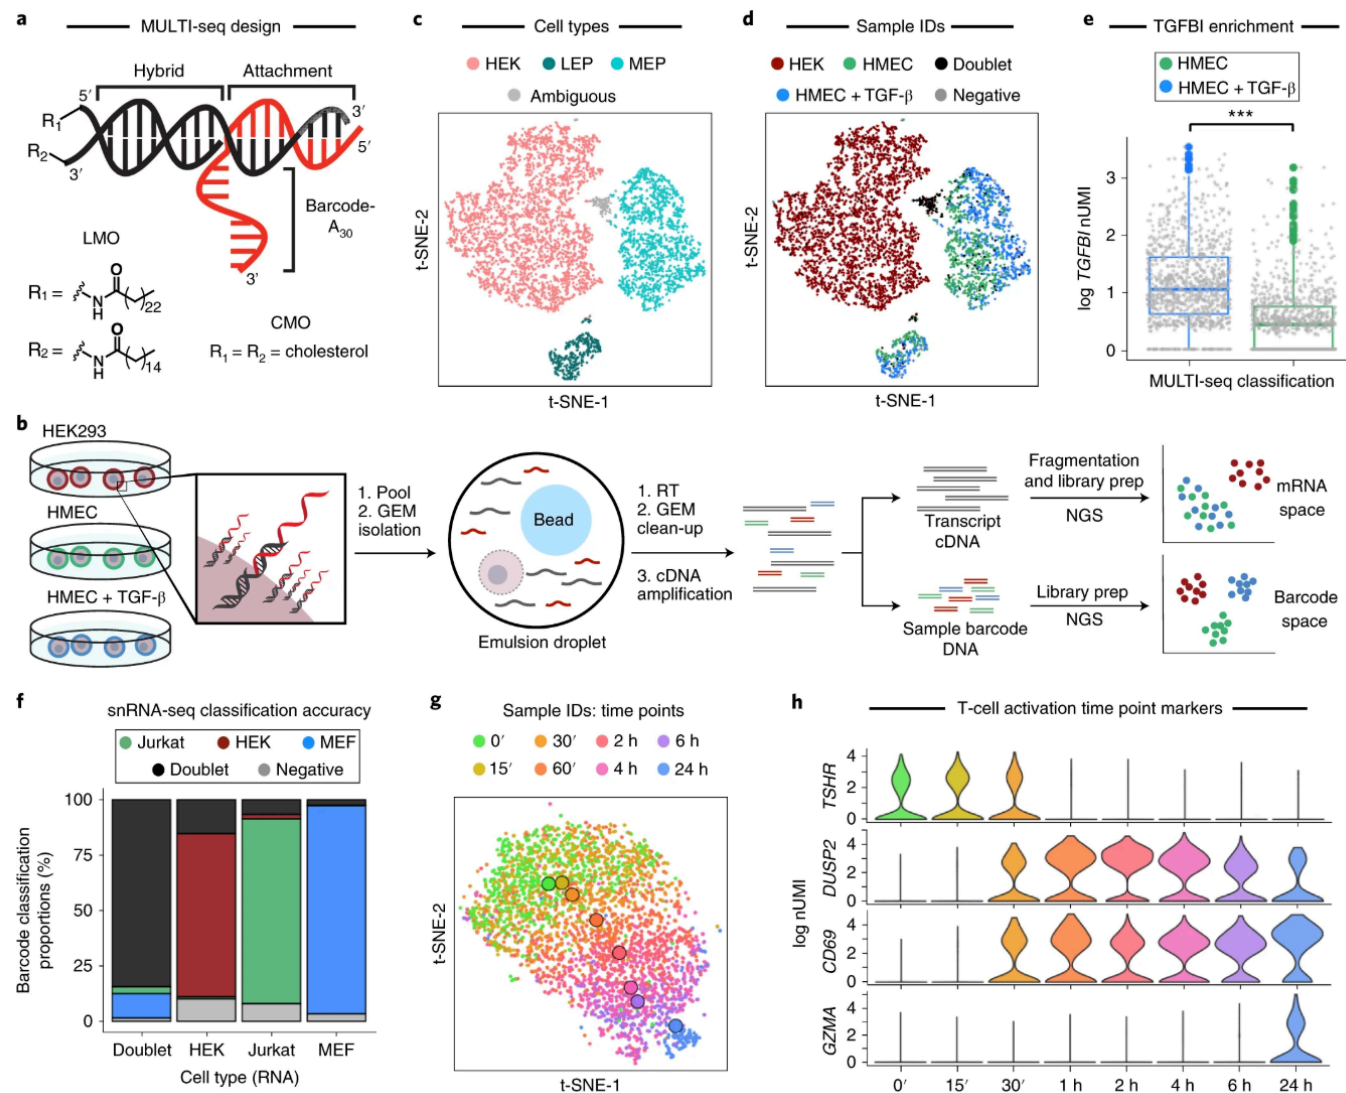 a
MULTI-seq design
Hybrid
Attachment
5′
3′
R1
R2
5′
3′
Barcode-
A30
3′
LMO
R1 =
O
N
H
22
R2 =
O
N
H
14
CMO
R1 = R2 = cholesterol
c
Cell types
HEK LEP MEP
Ambiguous
t-SNE-2
t-SNE-1
d
Sample IDs
HEK HMEC Doublet
HMEC + TGF-β Negative
t-SNE-2
t-SNE-1
e
TGFBI enrichment
HMEC
HMEC + TGF-β
***
log TGFBI nUMI
3
2
1
0
MULTI-seq classification
b
HEK293
HMEC
HMEC + TGF-β
1. Pool
2. GEM
isolation
Bead
Emulsion droplet
1. RT
2. GEM
clean-up
3. cDNA
amplification
Transcript
cDNA
Sample barcode
DNA
Fragmentation
and library prep
NGS
mRNA
space
Library prep
NGS
Barcode
space
f
snRNA-seq classification accuracy
Jurkat HEK MEF
Doublet Negative
Barcode classification
proportions (%)
100
75
50
25
0
Doublet HEK Jurkat MEF
Cell type (RNA)
g
Sample IDs: time points
0′ 30′ 2 h 6 h
15′ 60′ 4 h 24 h
t-SNE-2
t-SNE-1
h
T-cell activation time point markers
log nUMI
TSHR
4
2
0
DUSP2
4
2
0
CD69
4
2
0
GZMA
4
2
0
0′ 15′ 30′ 1 h 2 h 4 h 6 h 24 h